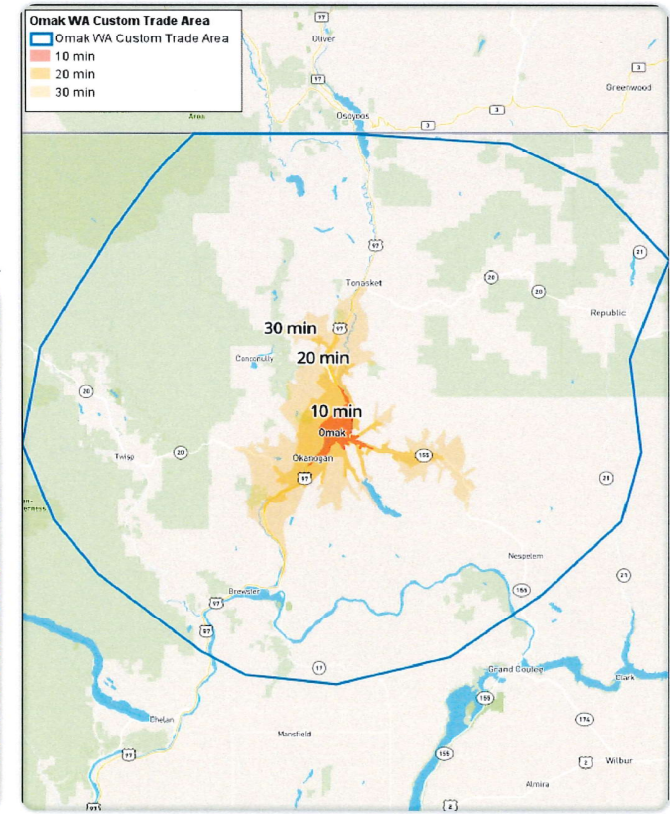 Omak WA Custom Trade Area
Omak WA Custom Trade Area
10 min
20 min
30 min
97
Oliver
97
3
Greenwood
3
Area
Osoyoos
3
97
21
20
20
Tonasket
Republic
30 min
97
20 min
Conconully
20
10 min
Omak
Twisp
20
Okanogan
155
97
21
Nespelem
21
155
Brewster
97
97
17
Grand Coulee
Clark
155
Chelan
174
Mansfield
97
155
2
Wilbur
Almira
97
2